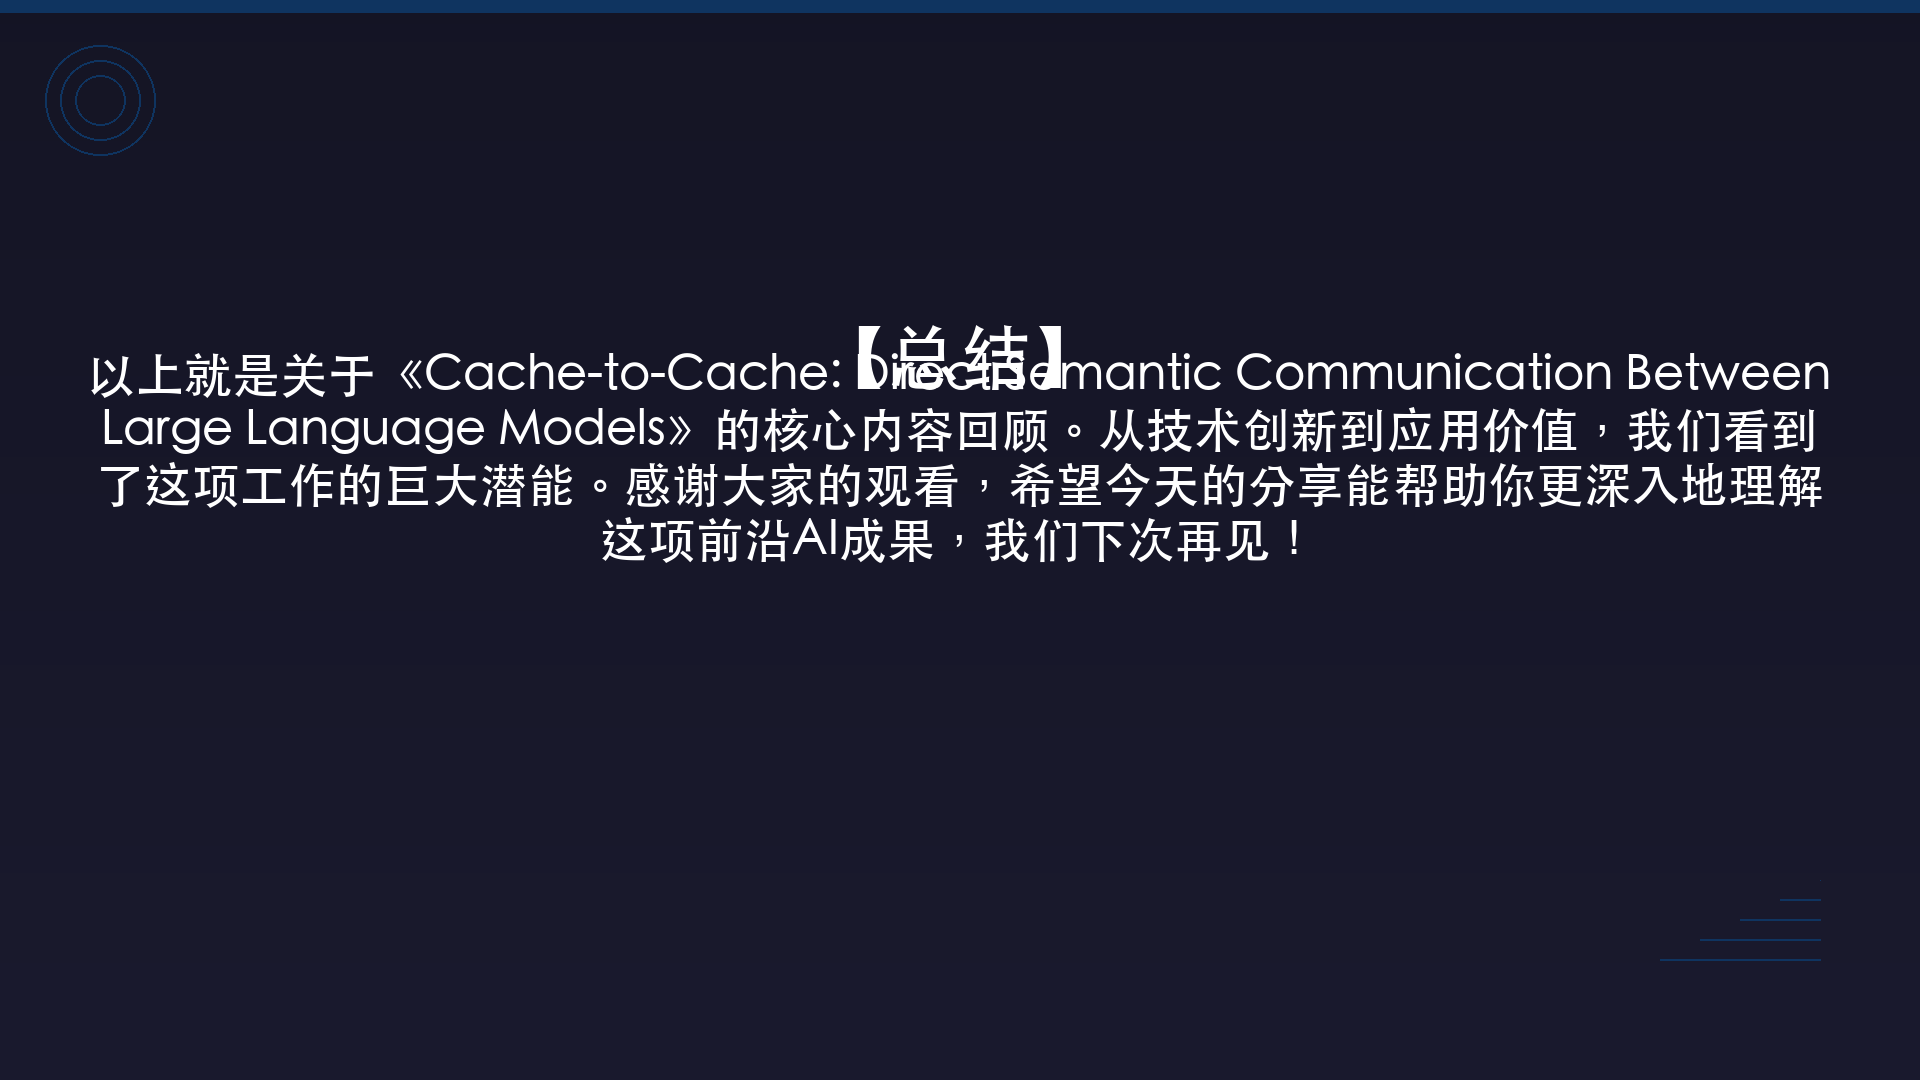 【总结】
以上就是关于《Cache-to-Cache: Direct Semantic Communication Between
Large Language Models》的核心内容回顾。从技术创新到应用价值，我们看到
了这项工作的巨大潜能。感谢大家的观看，希望今天的分享能帮助你更深入地理解
这项前沿AI成果，我们下次再见！